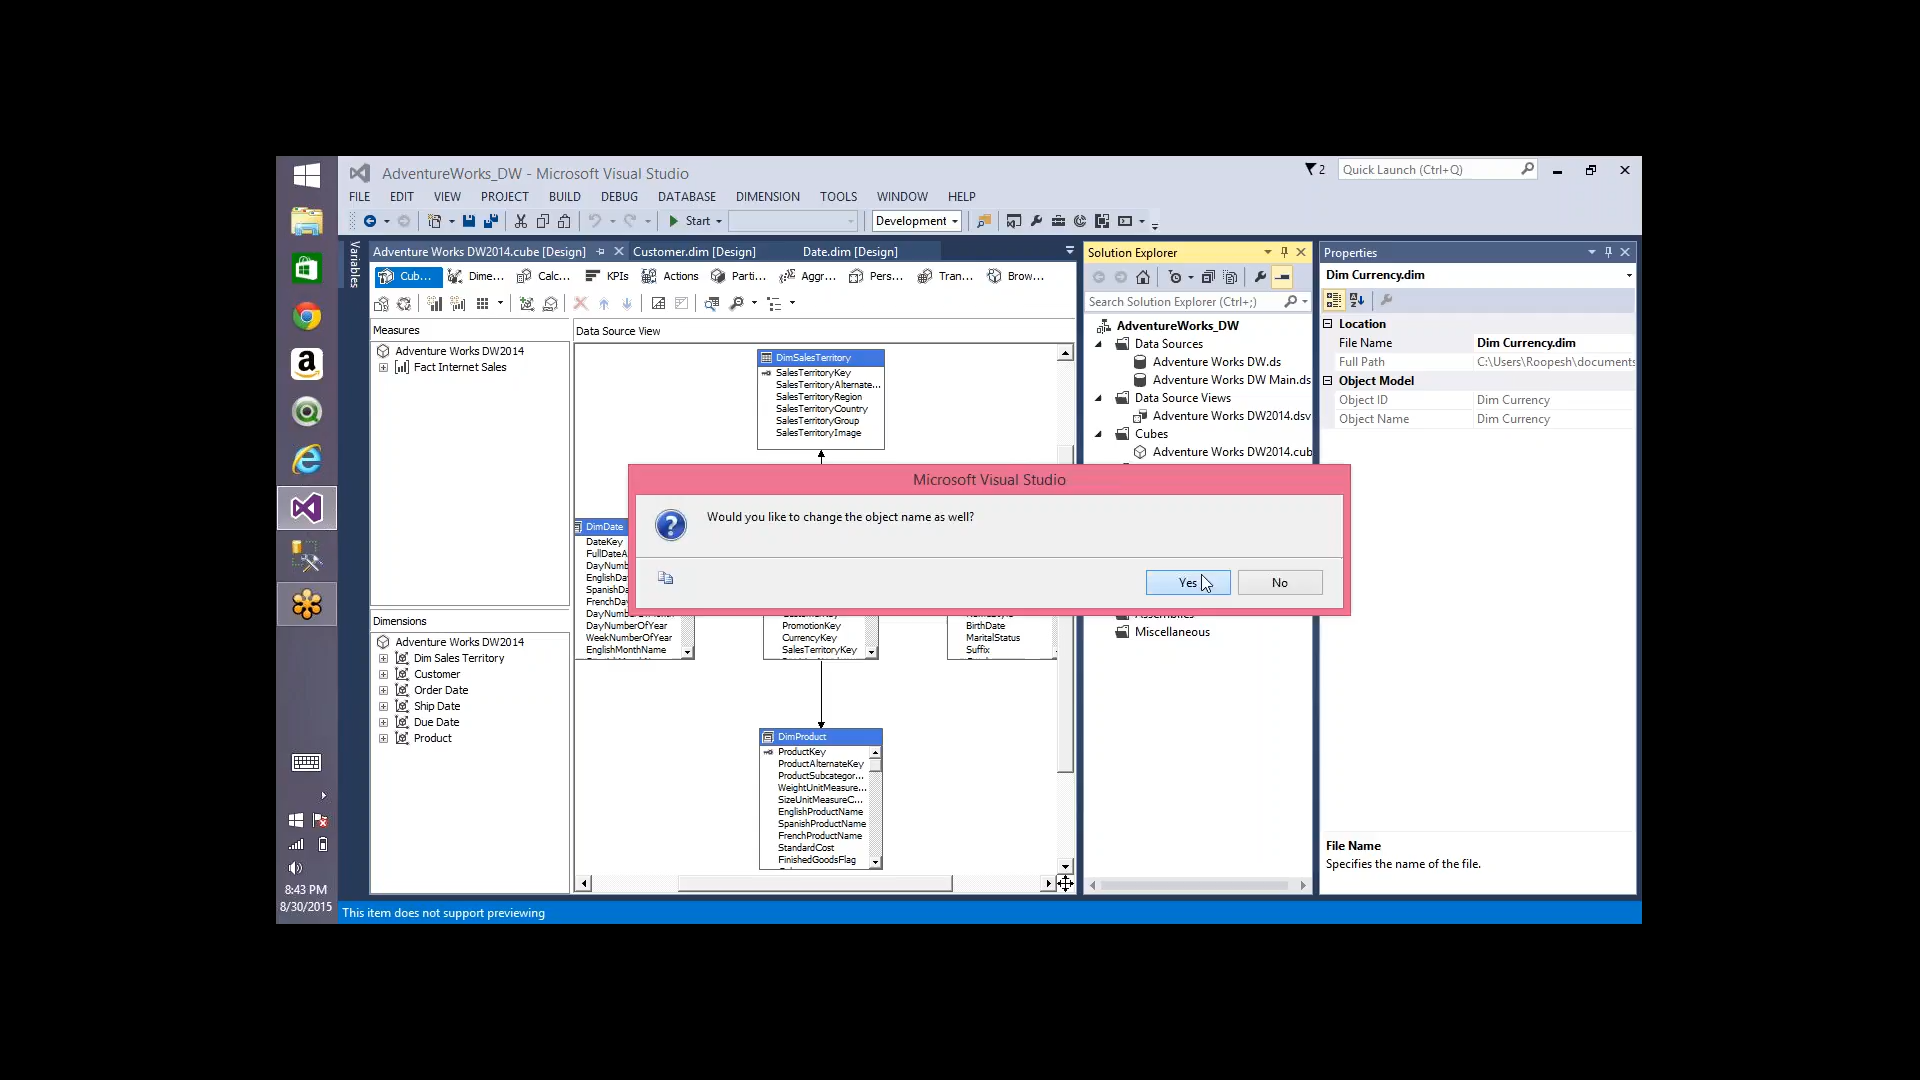 AdventureWorks_DW - Microsoft Visual Studio
2
Quick Launch (Ctrl+Q)
FILE EDIT VIEW PROJECT BUILD DEBUG DATABASE DIMENSION TOOLS WINDOW HELP
Start
Development
Variables
Adventure Works DW2014.cube [Design]
Customer.dim [Design]
Date.dim [Design]
Cub... Dime... Calc... KPIs Actions Parti... Aggr... Pers... Tran... Brow...
Measures
Adventure Works DW2014
Fact Internet Sales
Dimensions
Adventure Works DW2014
Dim Sales Territory
Customer
Order Date
Ship Date
Due Date
Product
Data Source View
DimSalesTerritory
SalesTerritoryKey
SalesTerritoryAlternate...
SalesTerritoryRegion
SalesTerritoryCountry
SalesTerritoryGroup
SalesTerritoryImage
DimDate
DateKey
FullDateA
DayNumb
EnglishDa
SpanishDa
FrenchDa
DayNumb
DayNumberOfYear
WeekNumberOfYear
EnglishMonthName
PromotionKey
CurrencyKey
SalesTerritoryKey
BirthDate
MaritalStatus
Suffix
DimProduct
ProductKey
ProductAlternateKey
ProductSubcategor...
WeightUnitMeasure...
SizeUnitMeasureC...
EnglishProductName
SpanishProductName
FrenchProductName
StandardCost
FinishedGoodsFlag
Microsoft Visual Studio
Would you like to change the object name as well?
Yes
No
Solution Explorer
Search Solution Explorer (Ctrl+;)
AdventureWorks_DW
Data Sources
Adventure Works DW.ds
Adventure Works DW Main.ds
Data Source Views
Adventure Works DW2014.dsv
Cubes
Adventure Works DW2014.cub
Assemblies
Miscellaneous
Properties
Dim Currency.dim
Location
File Name Dim Currency.dim
Full Path C:\Users\Roopesh\documents
Object Model
Object ID Dim Currency
Object Name Dim Currency
File Name
Specifies the name of the file.
8:43 PM
8/30/2015
This item does not support previewing